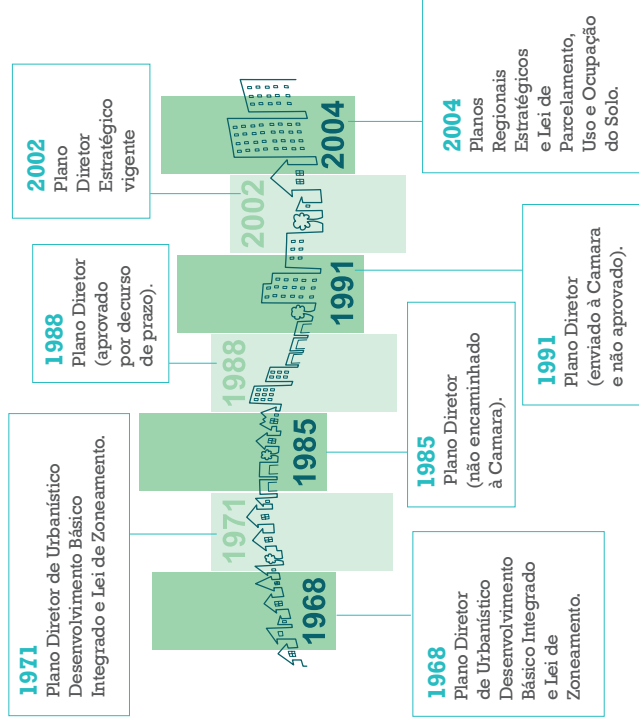 1971
Plano Diretor de Urbanístico
Desenvolvimento Básico
Integrado e Lei de Zoneamento.
1988
Plano Diretor
(aprovado
por decurso
de prazo).
2002
Plano
Diretor
Estratégico
vigente
1968
1971
1985
1988
1991
2002
2004
1968
Plano Diretor
de Urbanístico
Desenvolvimento
Básico Integrado
e Lei de
Zoneamento.
1985
Plano Diretor
(não encaminhado
à Camara).
1991
Plano Diretor
(enviado à Camara
e não aprovado).
2004
Planos
Regionais
Estratégicos
e Lei de
Parcelamento,
Uso e Ocupação
do Solo.